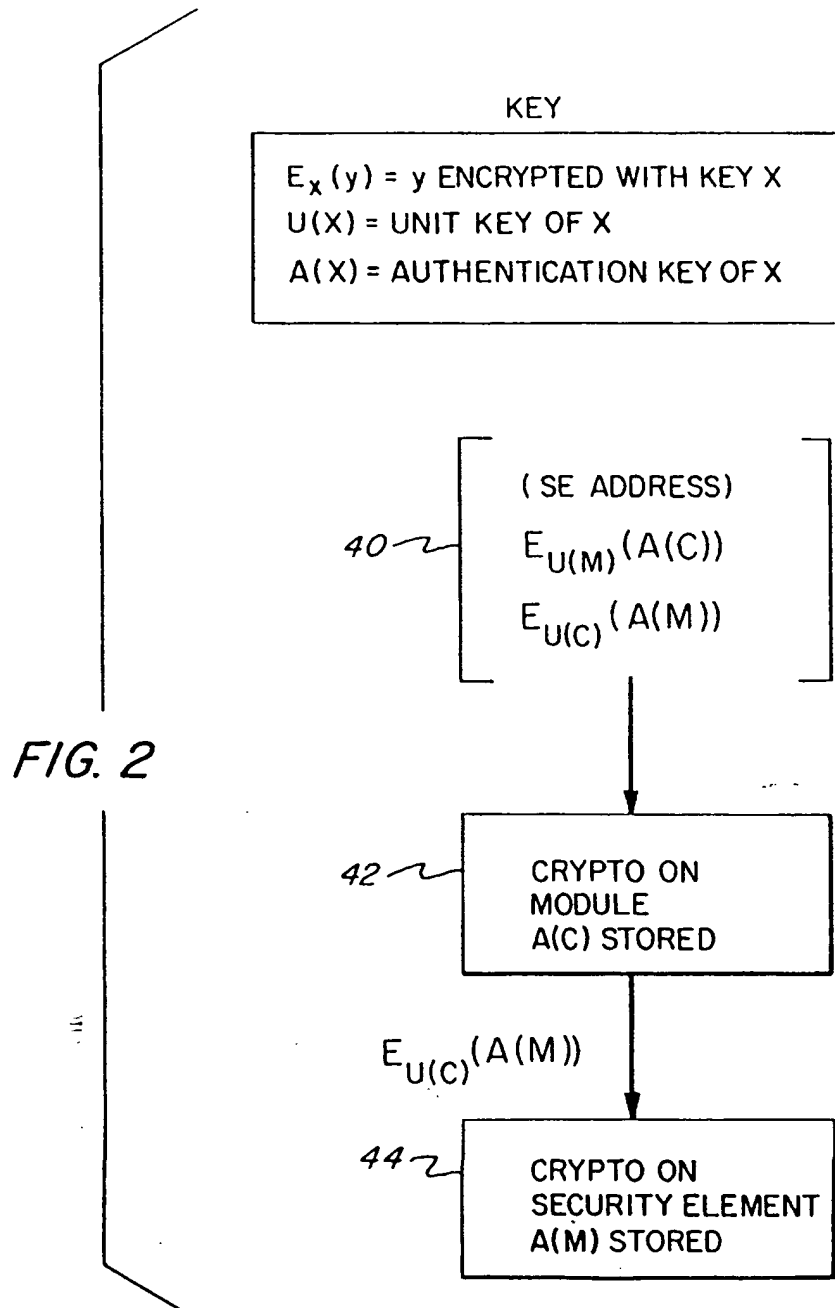 KEY
E_X(y) = y ENCRYPTED WITH KEY X
U(X) = UNIT KEY OF X
A(X) = AUTHENTICATION KEY OF X
(SE ADDRESS)
40
E_U(M)(A(C))
E_U(C)(A(M))
FIG. 2
42
CRYPTO ON
MODULE
A(C) STORED
E_U(C)(A(M))
44
CRYPTO ON
SECURITY ELEMENT
A(M) STORED